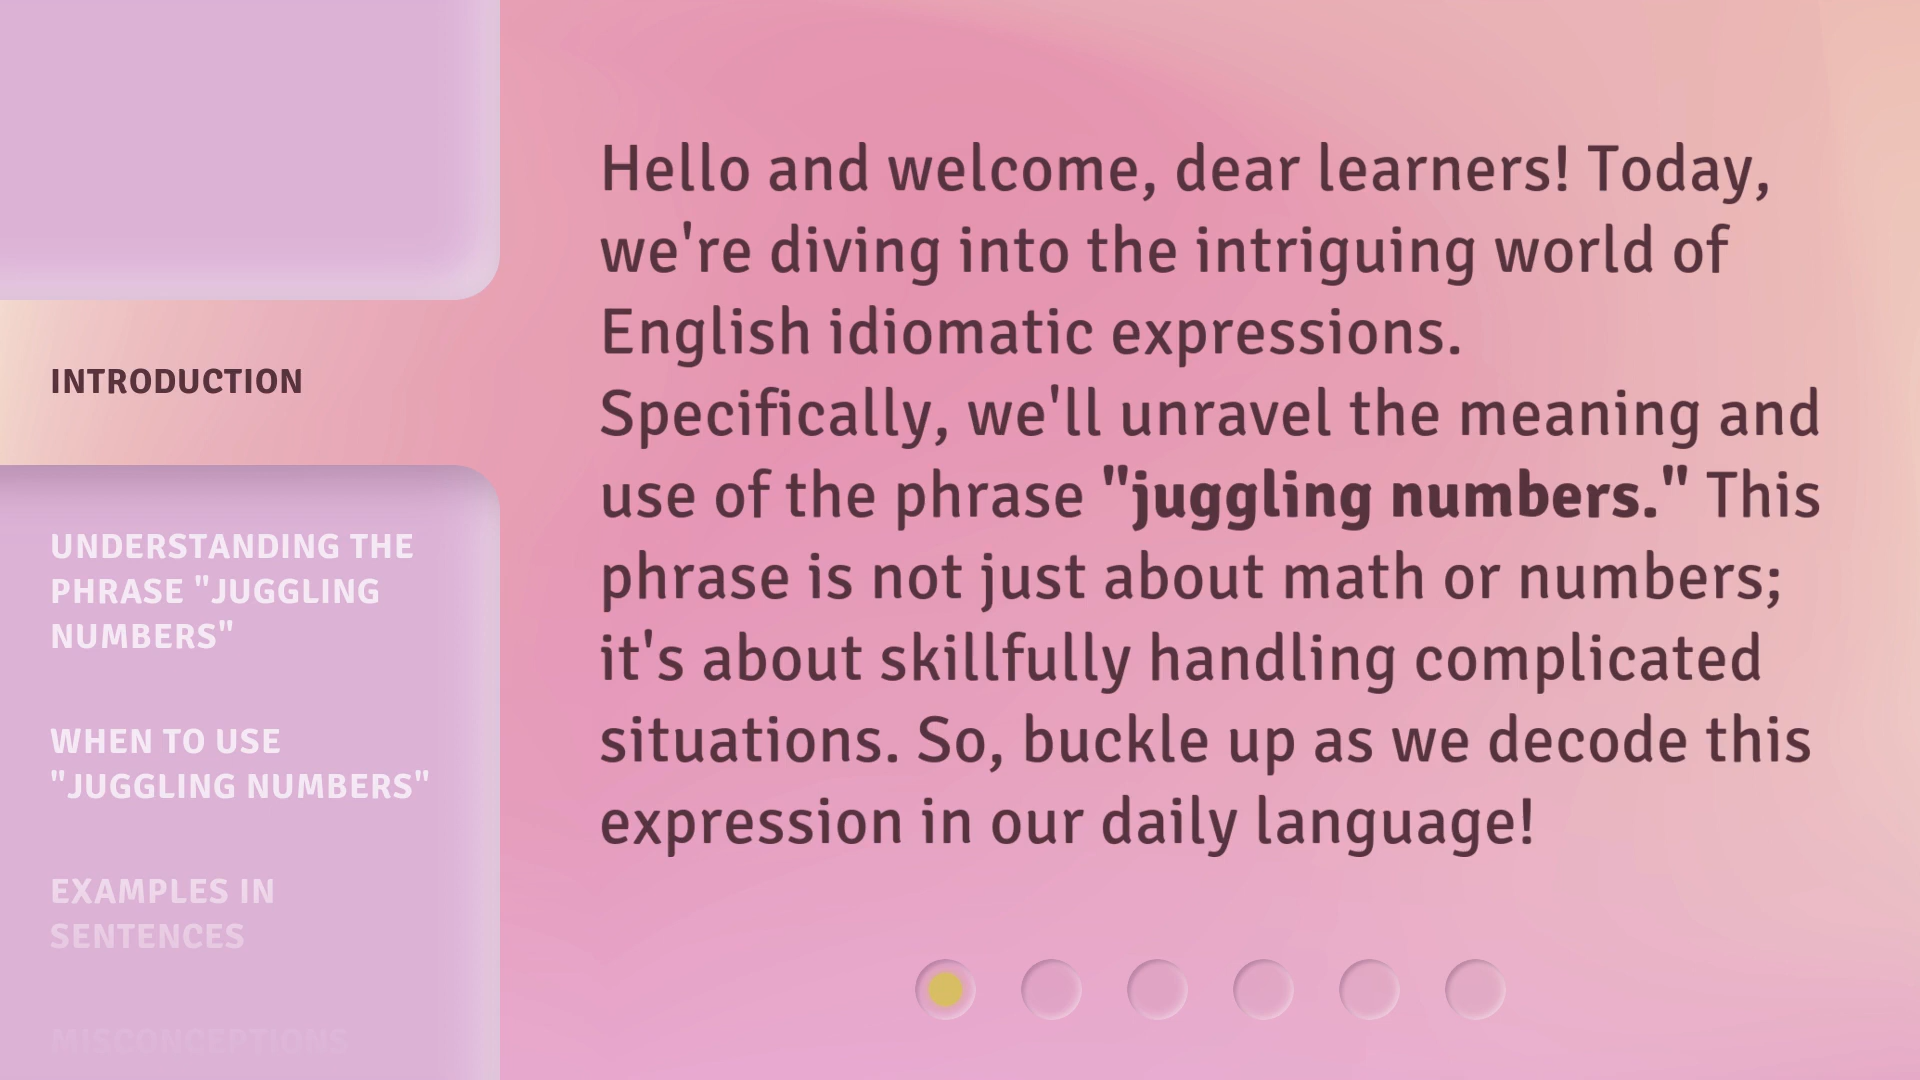 INTRODUCTION
UNDERSTANDING THE
PHRASE "JUGGLING
NUMBERS"
WHEN TO USE
"JUGGLING NUMBERS"
EXAMPLES IN
SENTENCES
MISCONCEPTIONS
Hello and welcome, dear learners! Today,
we're diving into the intriguing world of
English idiomatic expressions.
Specifically, we'll unravel the meaning and
use of the phrase "juggling numbers." This
phrase is not just about math or numbers;
it's about skillfully handling complicated
situations. So, buckle up as we decode this
expression in our daily language!